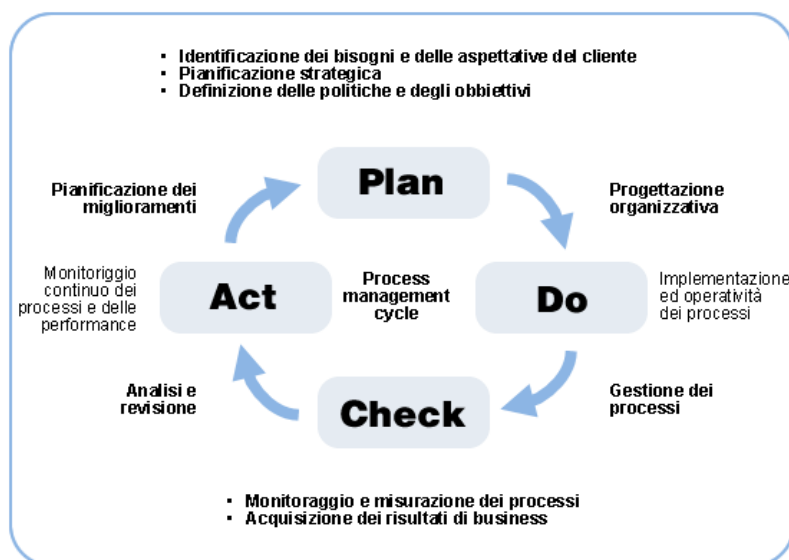 ▪ Identificazione dei bisogni e delle aspettative del cliente
▪ Pianificazione strategica
▪ Definizione delle politiche e degli obbiettivi
Pianificazione dei
miglioramenti
Plan
Progettazione
organizzativa
Monitoriggio
continuo dei
processi e delle
performance
Act
Process
management
cycle
Do
Implementazione
ed operatività
dei processi
Analisi e
revisione
Check
Gestione dei
processi
▪ Monitoraggio e misurazione dei processi
▪ Acquisizione dei risultati di business